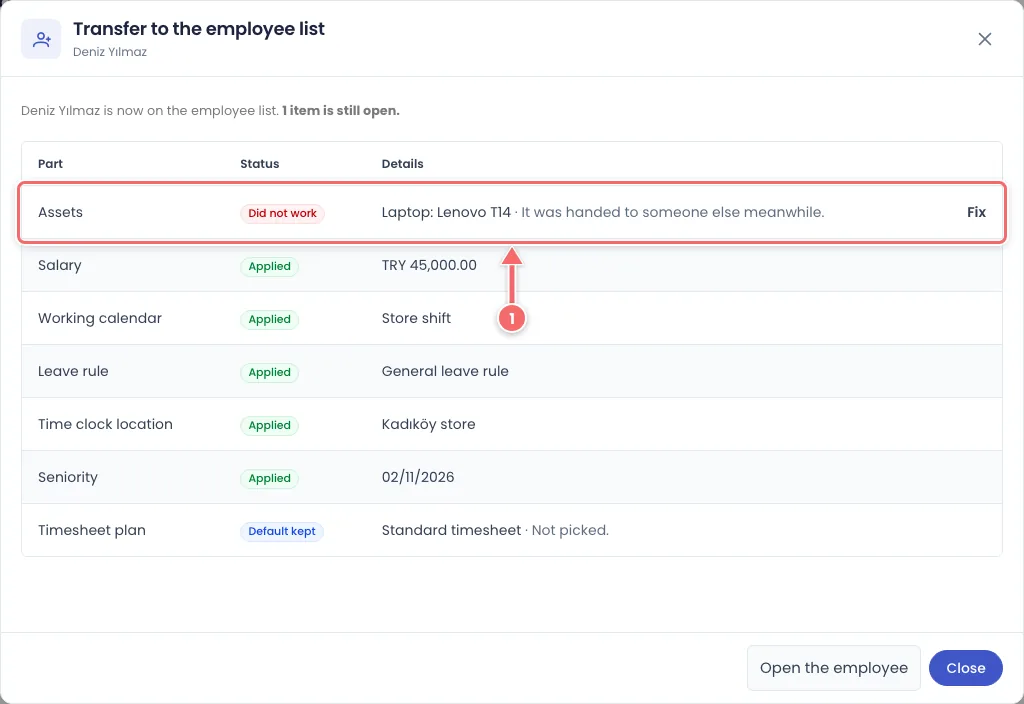 Transfer to the employee list
Deniz Yılmaz
Deniz Yılmaz is now on the employee list. 1 item is still open.
Part Status Details
Assets Did not work Laptop: Lenovo T14 · It was handed to someone else meanwhile. Fix
Salary Applied TRY 45,000.00
Working calendar Applied Store shift
1
Leave rule Applied General leave rule
Time clock location Applied Kadıköy store
Seniority Applied 02/11/2026
Timesheet plan Default kept Standard timesheet · Not picked.
Open the employee Close